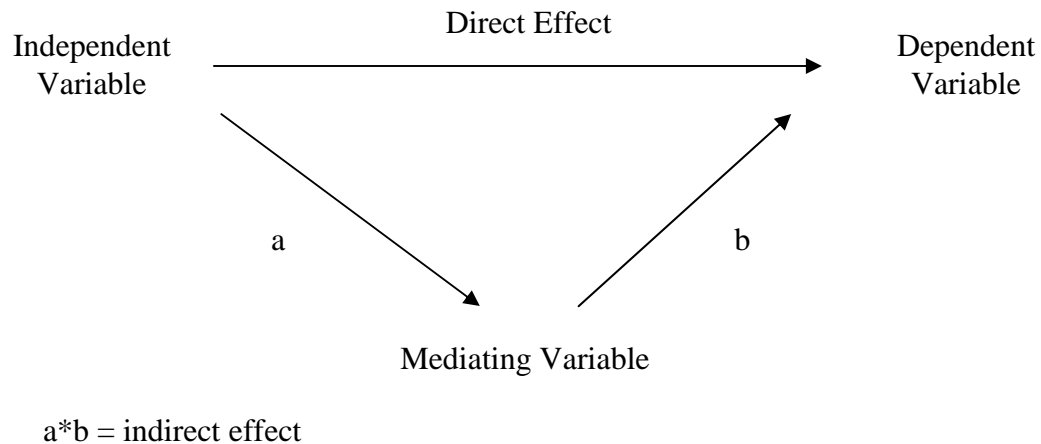 Direct Effect
Independent
Variable
Dependent
Variable
a
b
Mediating Variable
a*b = indirect effect